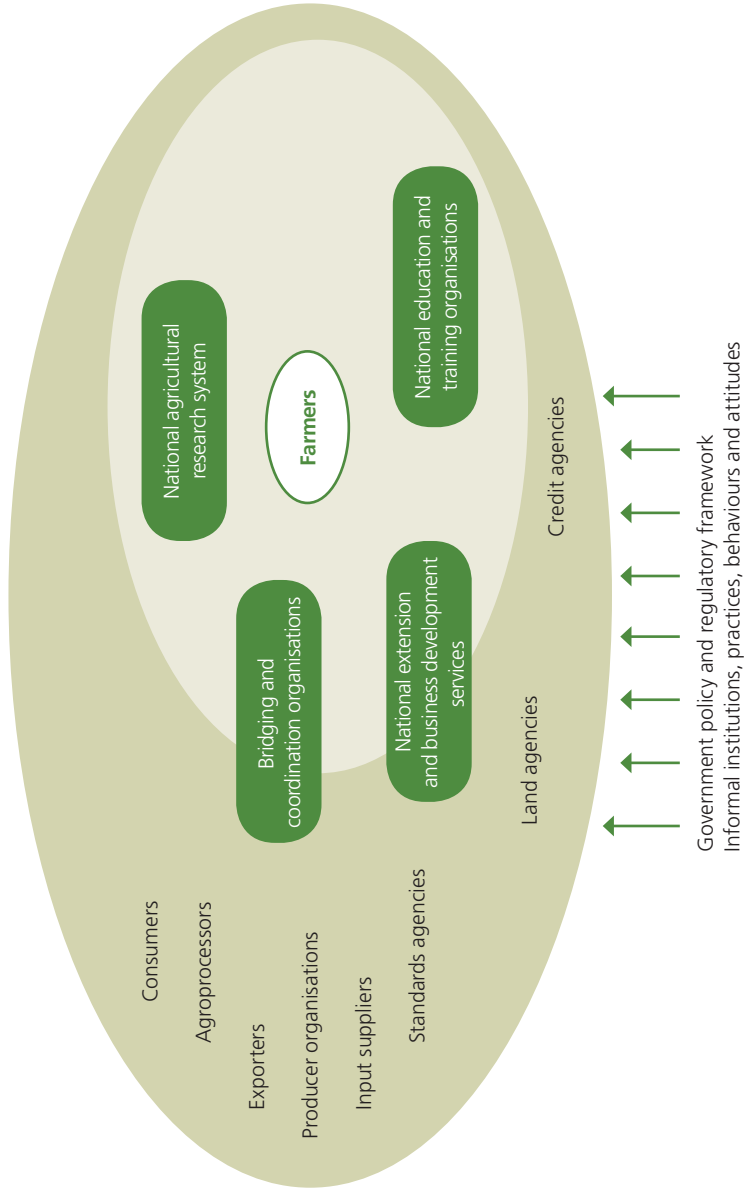 Consumers
Agroprocessors
Exporters
Producer organisations
Input suppliers
Standards agencies
Land agencies
Credit agencies
Bridging and
coordination organisations
National extension
and business development
services
National agricultural
research system
Farmers
National education and
training organisations
Government policy and regulatory framework
Informal institutions, practices, behaviours and attitudes